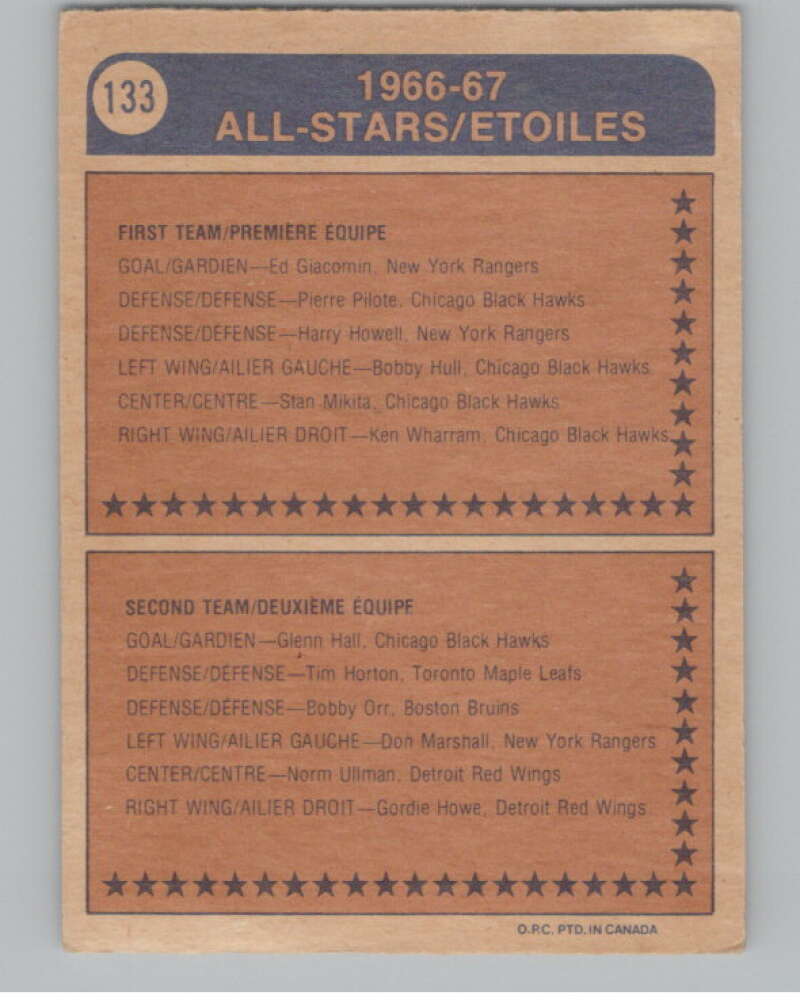 133
1966-67
ALL-STARS/ETOILES
FIRST TEAM/PREMIÈRE ÉQUIPE
GOAL/GARDIEN—Ed Giacomin, New York Rangers
DEFENSE/DÉFENSE—Pierre Pilote, Chicago Black Hawks
DEFENSE/DÉFENSE—Harry Howell, New York Rangers
LEFT WING/AILIER GAUCHE—Bobby Hull, Chicago Black Hawks
CENTER/CENTRE—Stan Mikita, Chicago Black Hawks
RIGHT WING/AILIER DROIT—Ken Wharram, Chicago Black Hawks
SECOND TEAM/DEUXIÈME ÉQUIPE
GOAL/GARDIEN—Glenn Hall, Chicago Black Hawks
DEFENSE/DÉFENSE—Tim Horton, Toronto Maple Leafs
DEFENSE/DÉFENSE—Bobby Orr, Boston Bruins
LEFT WING/AILIER GAUCHE—Don Marshall, New York Rangers
CENTER/CENTRE—Norm Ullman, Detroit Red Wings
RIGHT WING/AILIER DROIT—Gordie Howe, Detroit Red Wings
O.P.C. PTD. IN CANADA